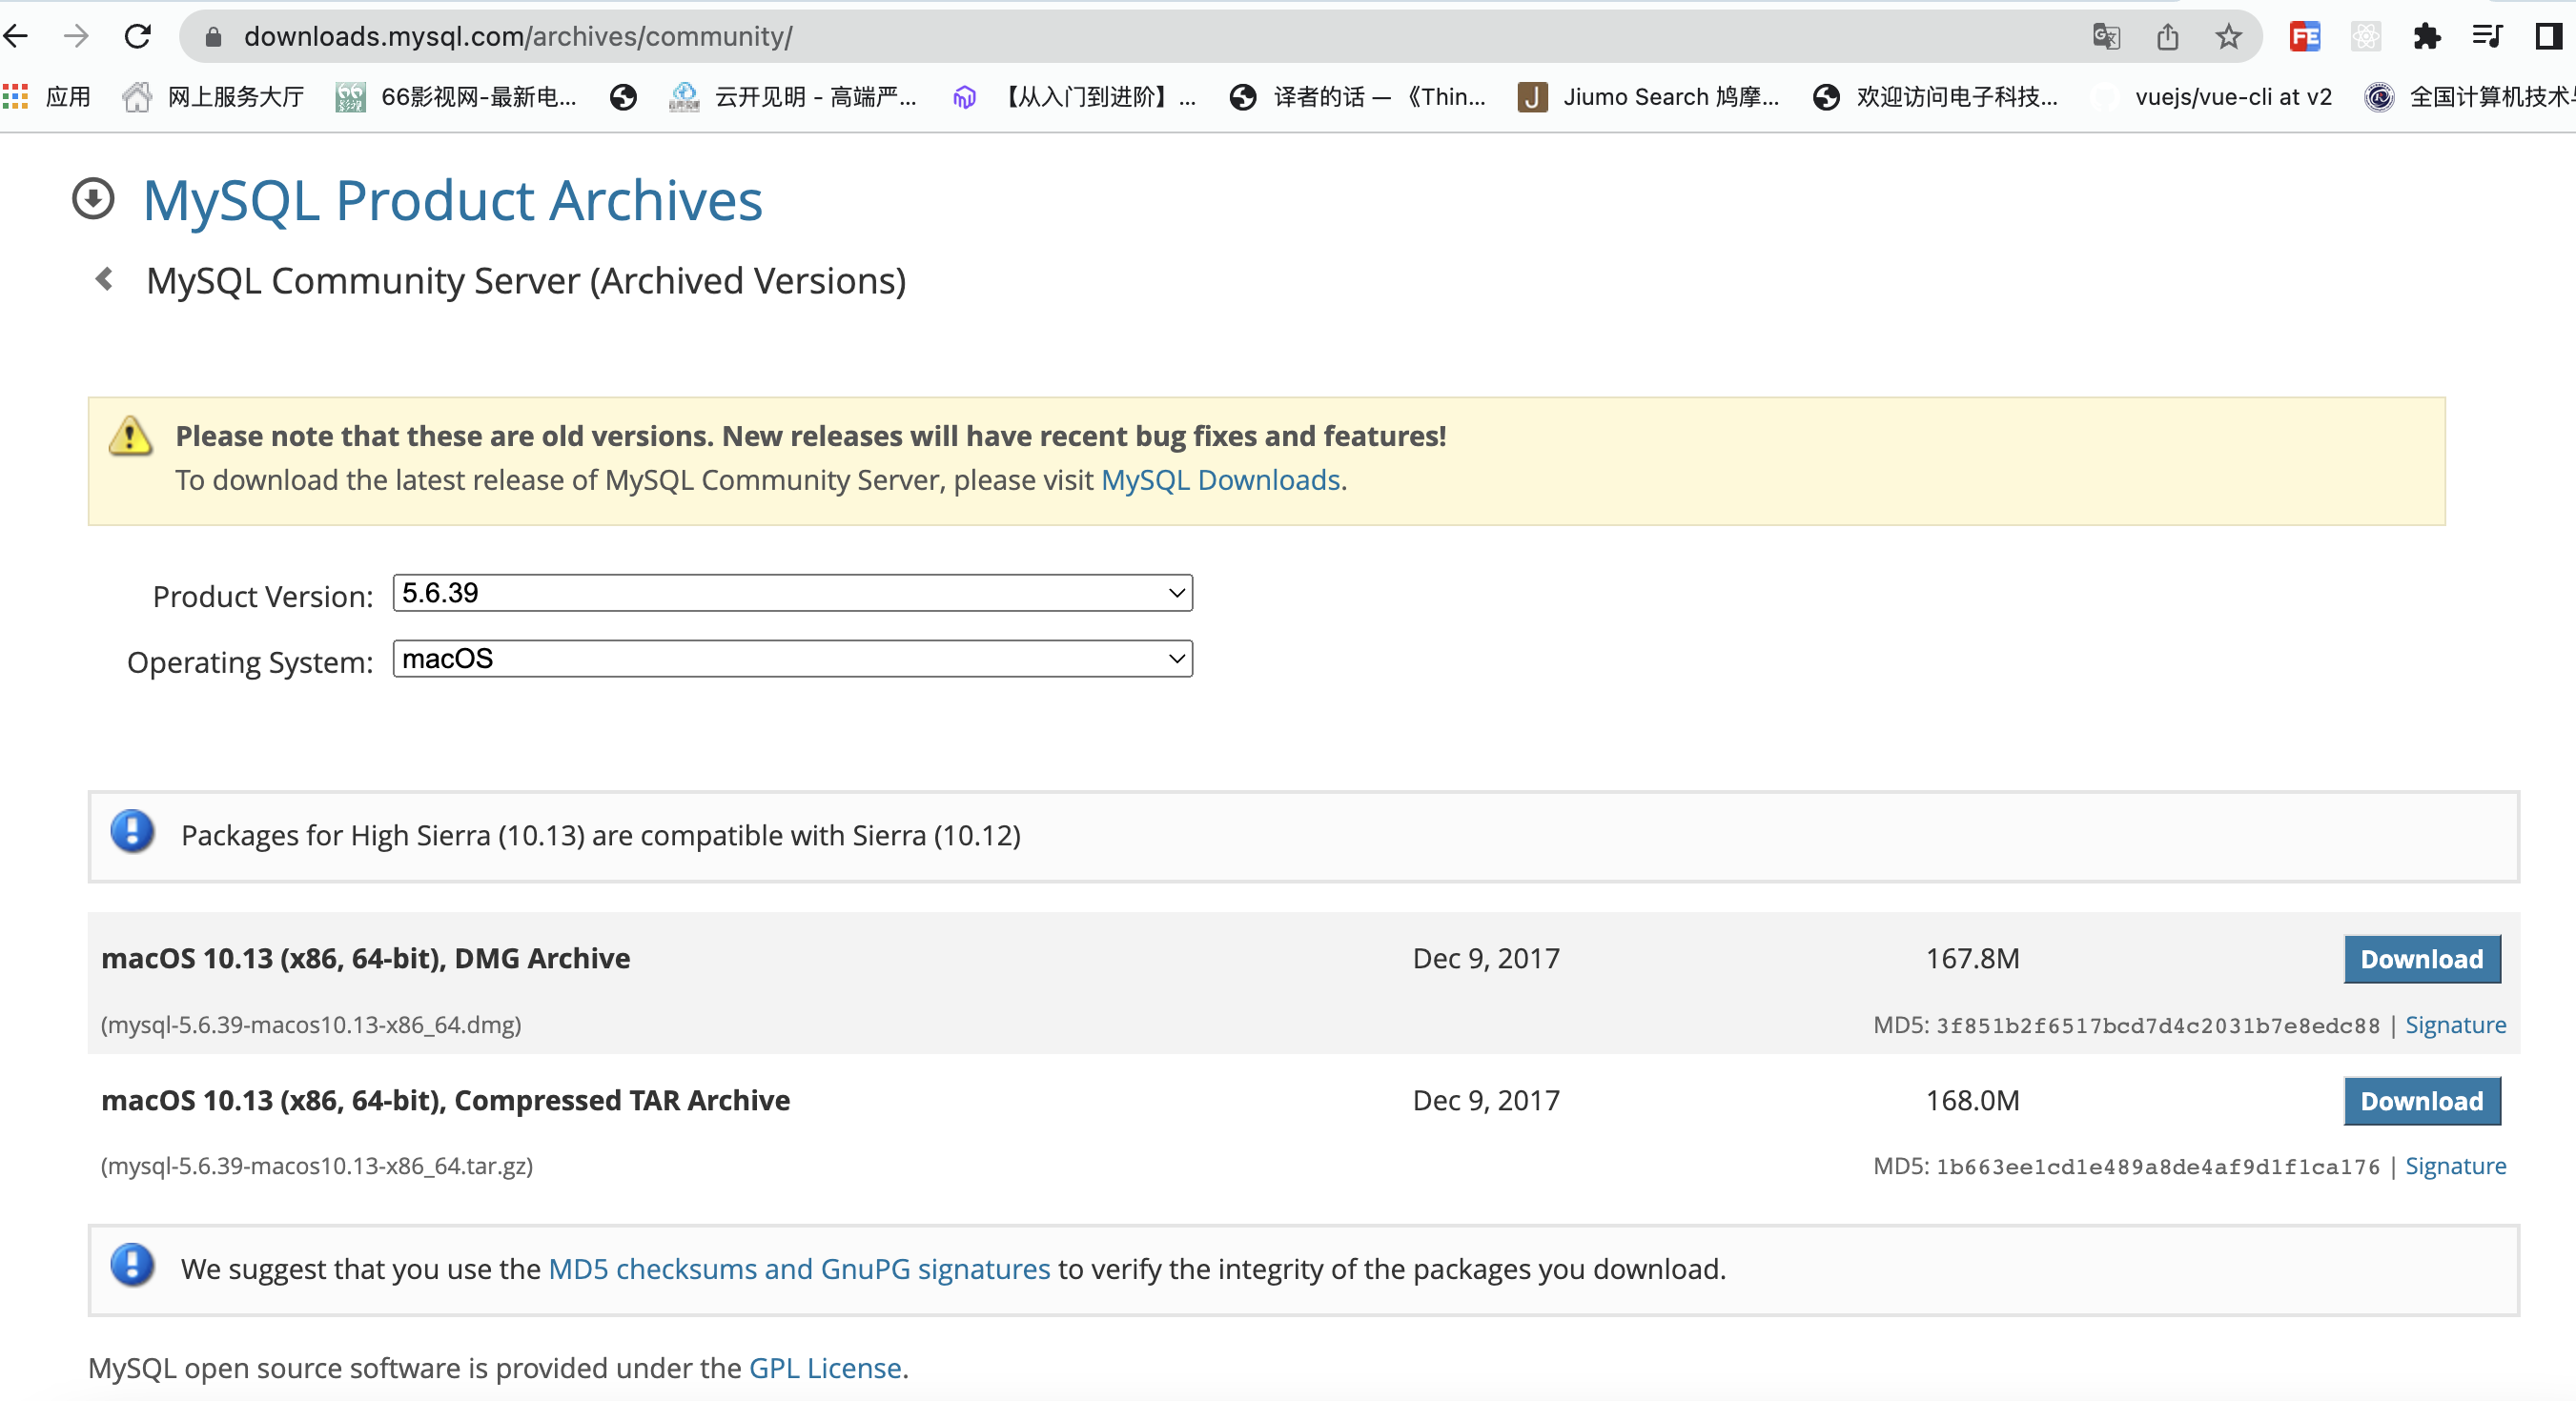 downloads.mysql.com/archives/community/
FE
应用 网上服务大厅 66影视网-最新电... 云开见明 - 高端严... 【从入门到进阶】... 译者的话 — 《Thin... J Jiumo Search 鸠摩... 欢迎访问电子科技... vuejs/vue-cli at v2 全国计算机技术与
MySQL Product Archives
MySQL Community Server (Archived Versions)
Please note that these are old versions. New releases will have recent bug fixes and features!
To download the latest release of MySQL Community Server, please visit MySQL Downloads.
Product Version: 5.6.39
Operating System: macOS
Packages for High Sierra (10.13) are compatible with Sierra (10.12)
macOS 10.13 (x86, 64-bit), DMG Archive Dec 9, 2017 167.8M Download
(mysql-5.6.39-macos10.13-x86_64.dmg) MD5: 3f851b2f6517bcd7d4c2031b7e8edc88 | Signature
macOS 10.13 (x86, 64-bit), Compressed TAR Archive Dec 9, 2017 168.0M Download
(mysql-5.6.39-macos10.13-x86_64.tar.gz) MD5: 1b663ee1cd1e489a8de4af9d1f1ca176 | Signature
We suggest that you use the MD5 checksums and GnuPG signatures to verify the integrity of the packages you download.
MySQL open source software is provided under the GPL License.